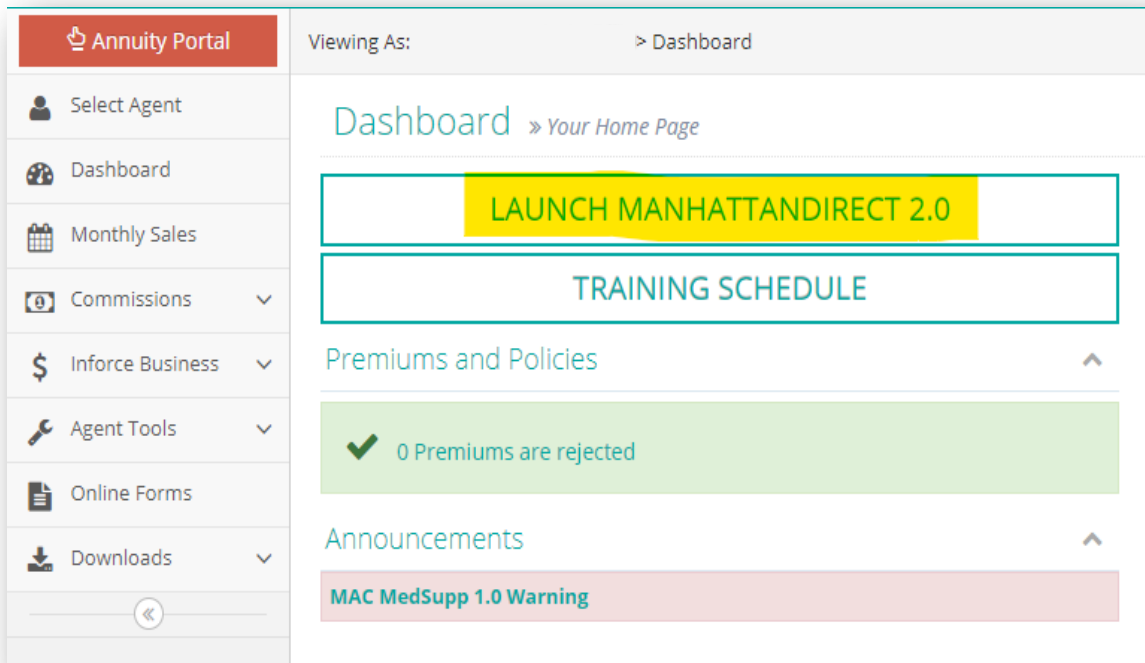 Annuity Portal
Viewing As: > Dashboard
Select Agent
Dashboard
Monthly Sales
Commissions
Inforce Business
Agent Tools
Online Forms
Downloads
Dashboard » Your Home Page
LAUNCH MANHATTANDIRECT 2.0
TRAINING SCHEDULE
Premiums and Policies
0 Premiums are rejected
Announcements
MAC MedSupp 1.0 Warning